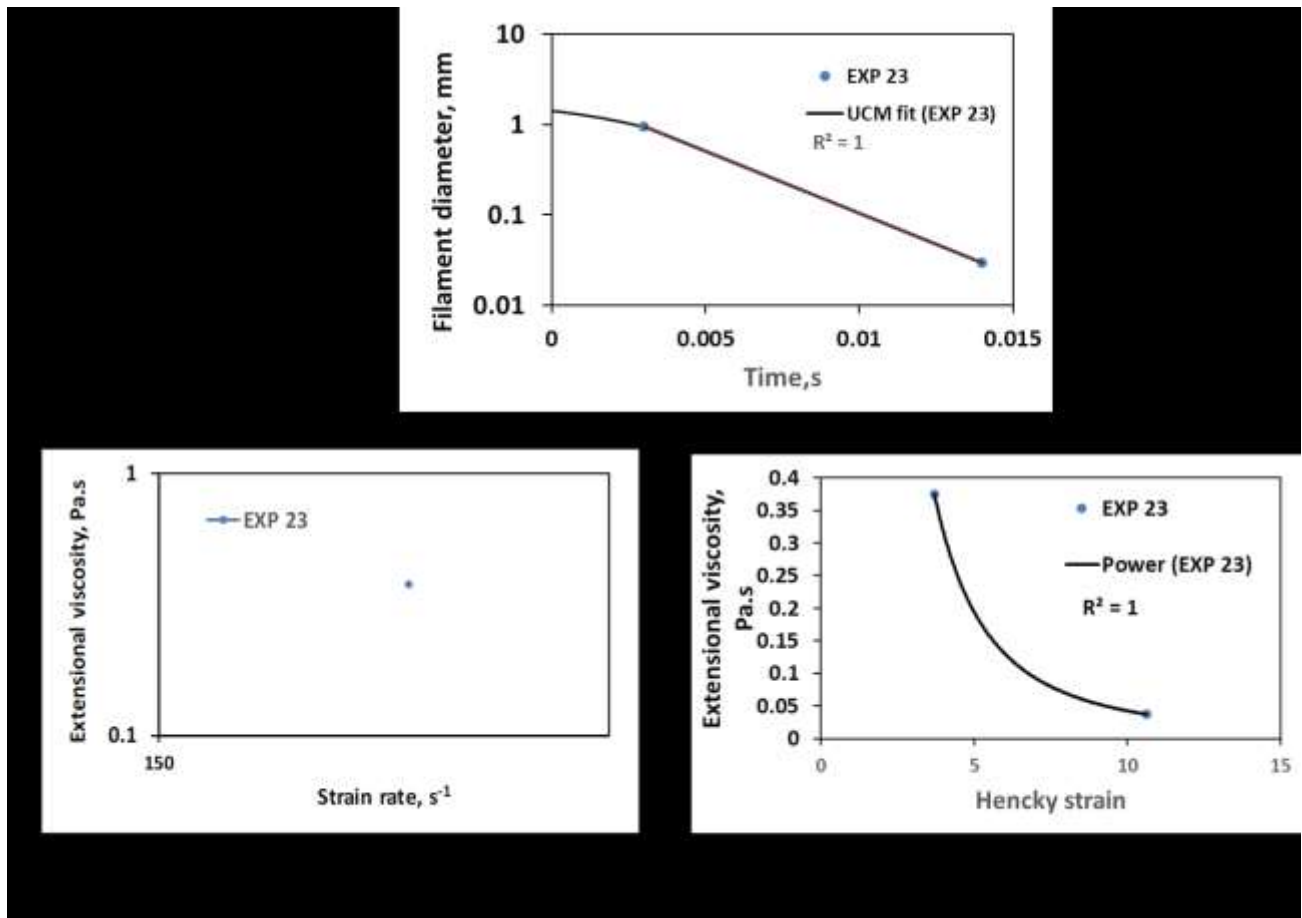 10
1
0.1
0.01
Filament diameter, mm
EXP 23
UCM fit (EXP 23)
R² = 1
0 0.005 0.01 0.015
Time,s
1
0.1
Extensional viscosity, Pa.s
EXP 23
150
Strain rate, s⁻¹
0.4
0.35
0.3
0.25
0.2
0.15
0.1
0.05
0
Extensional viscosity,
Pa.s
EXP 23
Power (EXP 23)
R² = 1
0 5 10 15
Hencky strain